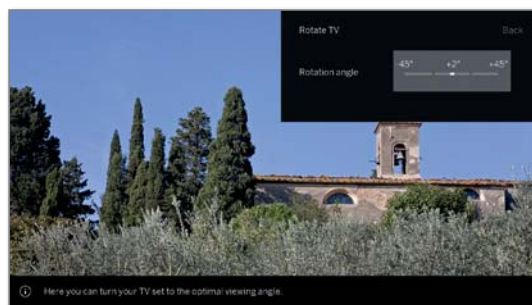 Rotate TV
Back
Rotation angle
-45°
+2°
+45°
Here you can turn your TV set to the optimal viewing angle.